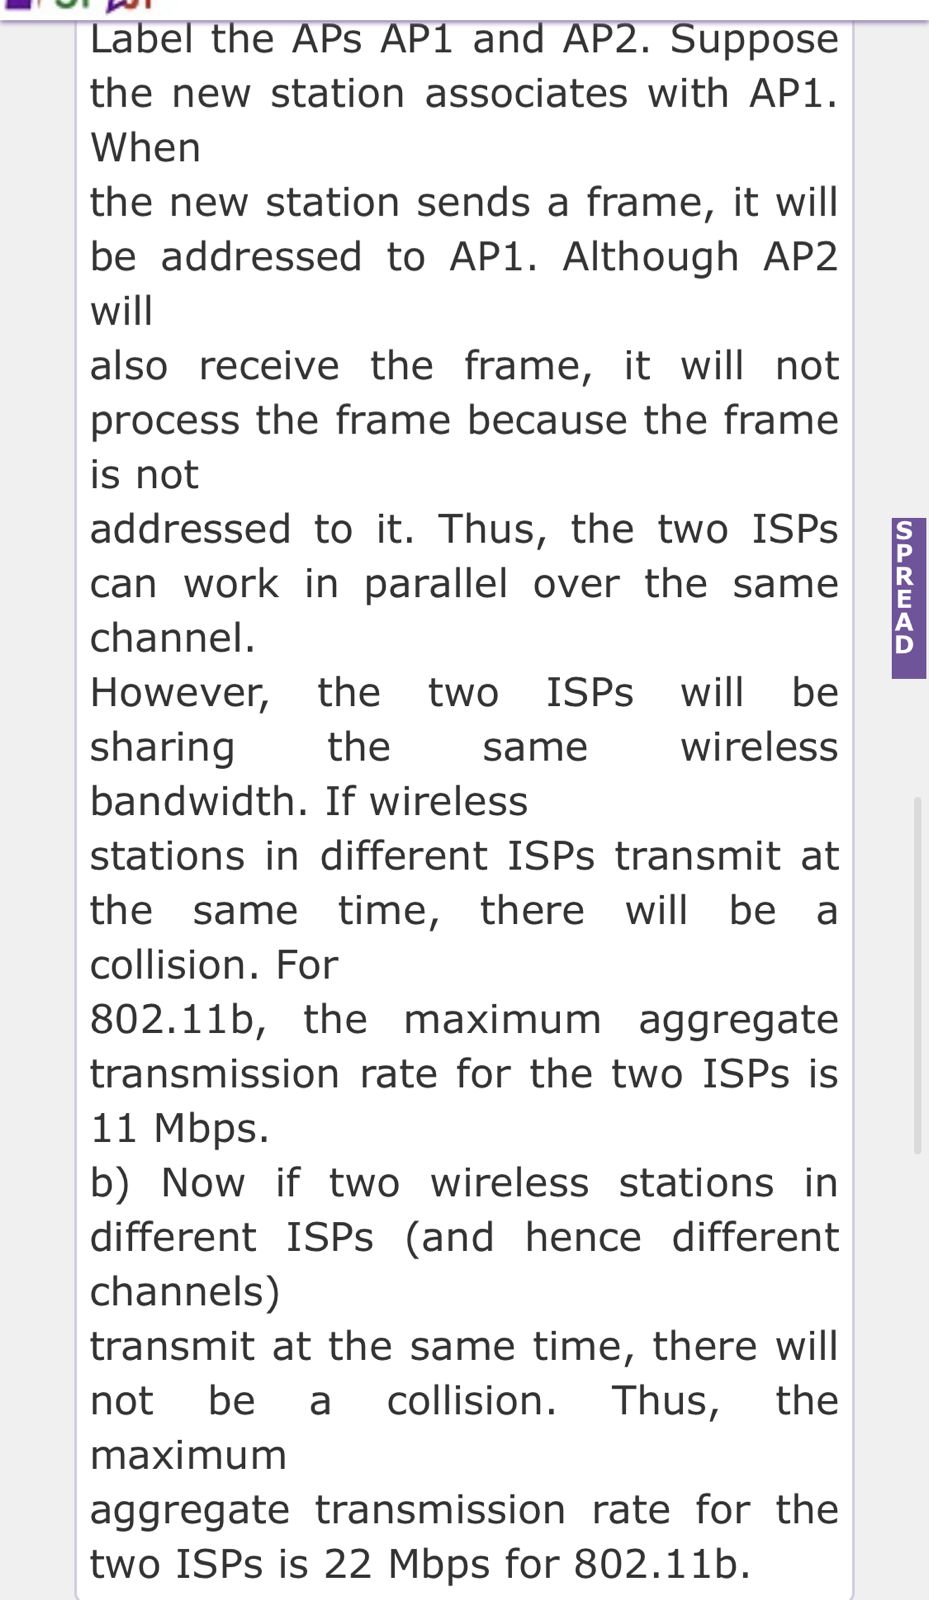 Label the APs AP1 and AP2. Suppose
the new station associates with AP1.
When
the new station sends a frame, it will
be addressed to AP1. Although AP2
will
also receive the frame, it will not
process the frame because the frame
is not
addressed to it. Thus, the two ISPs
can work in parallel over the same
channel.
However, the two ISPs will be
sharing the same wireless
bandwidth. If wireless
stations in different ISPs transmit at
the same time, there will be a
collision. For
802.11b, the maximum aggregate
transmission rate for the two ISPs is
11 Mbps.
b) Now if two wireless stations in
different ISPs (and hence different
channels)
transmit at the same time, there will
not be a collision. Thus, the
maximum
aggregate transmission rate for the
two ISPs is 22 Mbps for 802.11b.
SPREAD